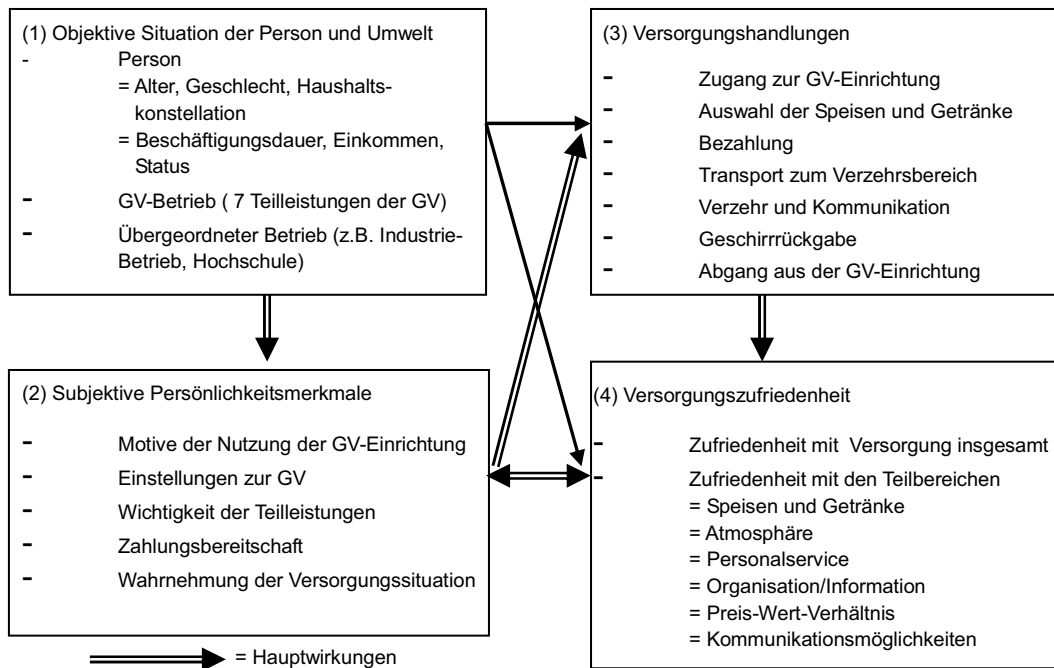 (1) Objektive Situation der Person und Umwelt
- Person
= Alter, Geschlecht, Haushalts-
konstellation
= Beschäftigungsdauer, Einkommen,
Status
- GV-Betrieb ( 7 Teilleistungen der GV)
- Übergeordneter Betrieb (z.B. Industrie-
Betrieb, Hochschule)
(3) Versorgungshandlungen
- Zugang zur GV-Einrichtung
- Auswahl der Speisen und Getränke
- Bezahlung
- Transport zum Verzehrsbereich
- Verzehr und Kommunikation
- Geschirrrückgabe
- Abgang aus der GV-Einrichtung
(2) Subjektive Persönlichkeitsmerkmale
- Motive der Nutzung der GV-Einrichtung
- Einstellungen zur GV
- Wichtigkeit der Teilleistungen
- Zahlungsbereitschaft
- Wahrnehmung der Versorgungssituation
(4) Versorgungszufriedenheit
- Zufriedenheit mit Versorgung insgesamt
- Zufriedenheit mit den Teilbereichen
= Speisen und Getränke
= Atmosphäre
= Personalservice
= Organisation/Information
= Preis-Wert-Verhältnis
= Kommunikationsmöglichkeiten
= Hauptwirkungen